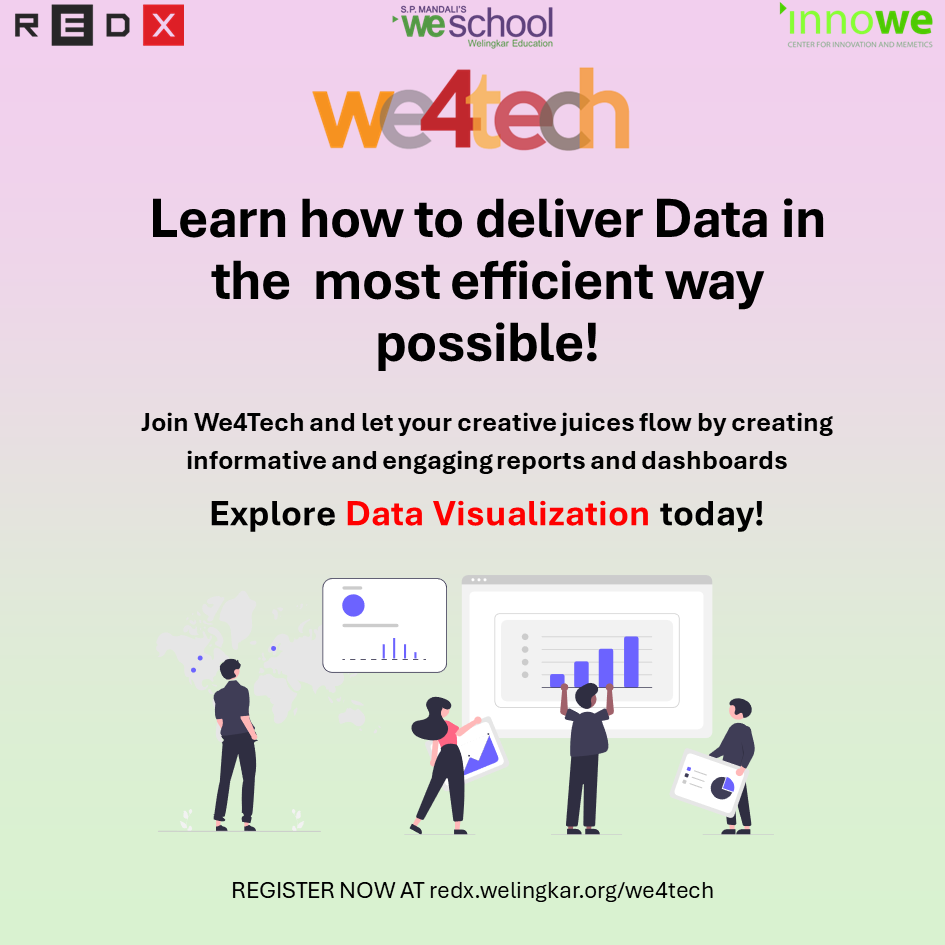 REDX
S.P. MANDALI'S
weschool
Welingkar Education
innowe
CENTER FOR INNOVATION AND MEMETICS
we4tech
Learn how to deliver Data in
the most efficient way
possible!
Join We4Tech and let your creative juices flow by creating
informative and engaging reports and dashboards
Explore Data Visualization today!
REGISTER NOW AT redx.welingkar.org/we4tech